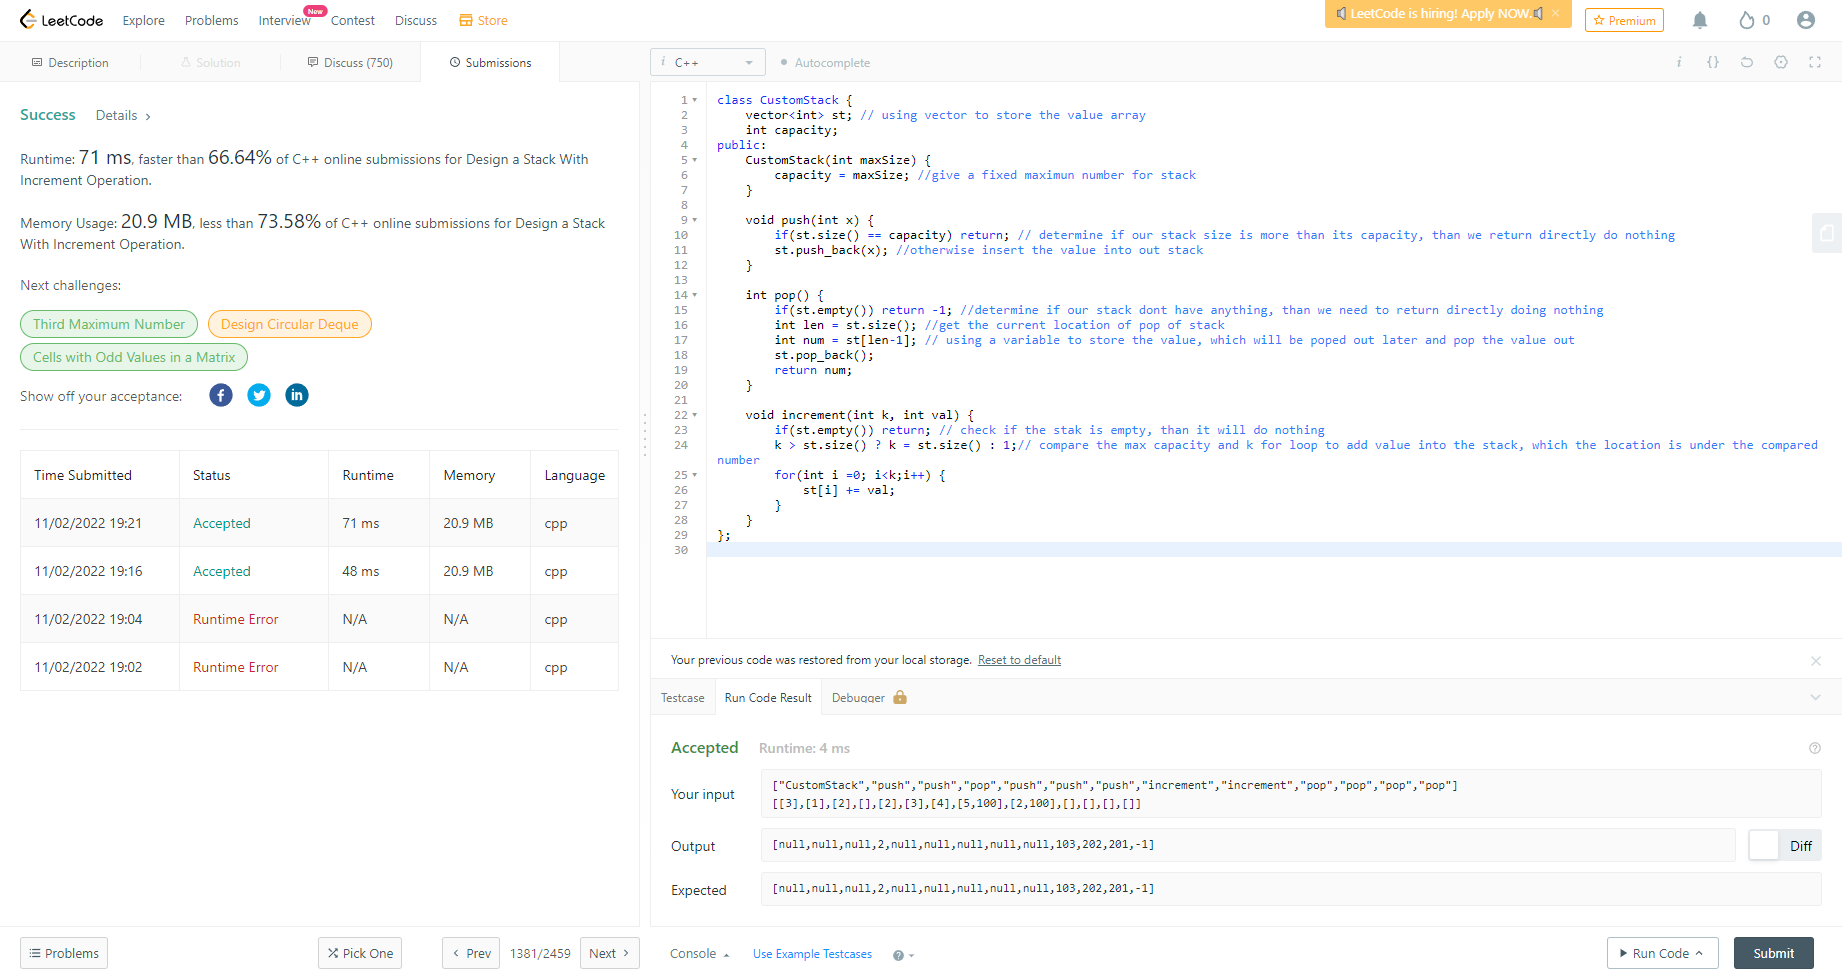 LeetCode
Explore
Problems
Interview
New
Contest
Discuss
Store
LeetCode is hiring! Apply NOW.
×
Premium
0
Description
Solution
Discuss (750)
Submissions
i C++
Autocomplete
i {}
Success
Details ›
Runtime: 71 ms, faster than 66.64% of C++ online submissions for Design a Stack With
Increment Operation.
Memory Usage: 20.9 MB, less than 73.58% of C++ online submissions for Design a Stack
With Increment Operation.
Next challenges:
Third Maximum Number
Design Circular Deque
Cells with Odd Values in a Matrix
Show off your acceptance:
Time Submitted Status Runtime Memory Language
11/02/2022 19:21 Accepted 71 ms 20.9 MB cpp
11/02/2022 19:16 Accepted 48 ms 20.9 MB cpp
11/02/2022 19:04 Runtime Error N/A N/A cpp
11/02/2022 19:02 Runtime Error N/A N/A cpp
1 class CustomStack {
2 vector<int> st; // using vector to store the value array
3 int capacity;
4 public:
5 CustomStack(int maxSize) {
6 capacity = maxSize; //give a fixed maximun number for stack
7 }
8
9 void push(int x) {
10 if(st.size() == capacity) return; // determine if our stack size is more than its capacity, than we return directly do nothing
11 st.push_back(x); //otherwise insert the value into out stack
12 }
13
14 int pop() {
15 if(st.empty()) return -1; //determine if our stack dont have anything, than we need to return directly doing nothing
16 int len = st.size(); //get the current location of pop of stack
17 int num = st[len-1]; // using a variable to store the value, which will be poped out later and pop the value out
18 st.pop_back();
19 return num;
20 }
21
22 void increment(int k, int val) {
23 if(st.empty()) return; // check if the stak is empty, than it will do nothing
24 k > st.size() ? k = st.size() : 1;// compare the max capacity and k for loop to add value into the stack, which the location is under the compared
number
25 for(int i =0; i<k;i++) {
26 st[i] += val;
27 }
28 }
29 };
30
Your previous code was restored from your local storage. Reset to default
Testcase
Run Code Result
Debugger
Accepted
Runtime: 4 ms
Your input
["CustomStack","push","push","pop","push","push","push","increment","increment","pop","pop","pop","pop"]
[[3],[1],[2],[],[2],[3],[4],[5,100],[2,100],[],[],[],[]]
Output
[null,null,null,2,null,null,null,null,null,103,202,201,-1]
Diff
Expected
[null,null,null,2,null,null,null,null,null,103,202,201,-1]
Problems
Pick One
‹ Prev
1381/2459
Next ›
Console
Use Example Testcases
?
Run Code
Submit